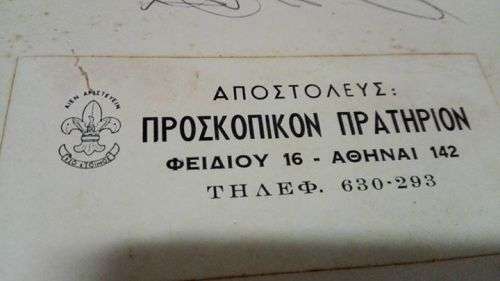 ΑΙΕΝ ΑΡΙΣΤΕΥΕΙΝ
ΕΣΟ ΕΤΟΙΜΟΣ
ΑΠΟΣΤΟΛΕΥΣ:
ΠΡΟΣΚΟΠΙΚΟΝ ΠΡΑΤΗΡΙΟΝ
ΦΕΙΔΙΟΥ 16 - ΑΘΗΝΑΙ 142
ΤΗΛΕΦ. 630-293